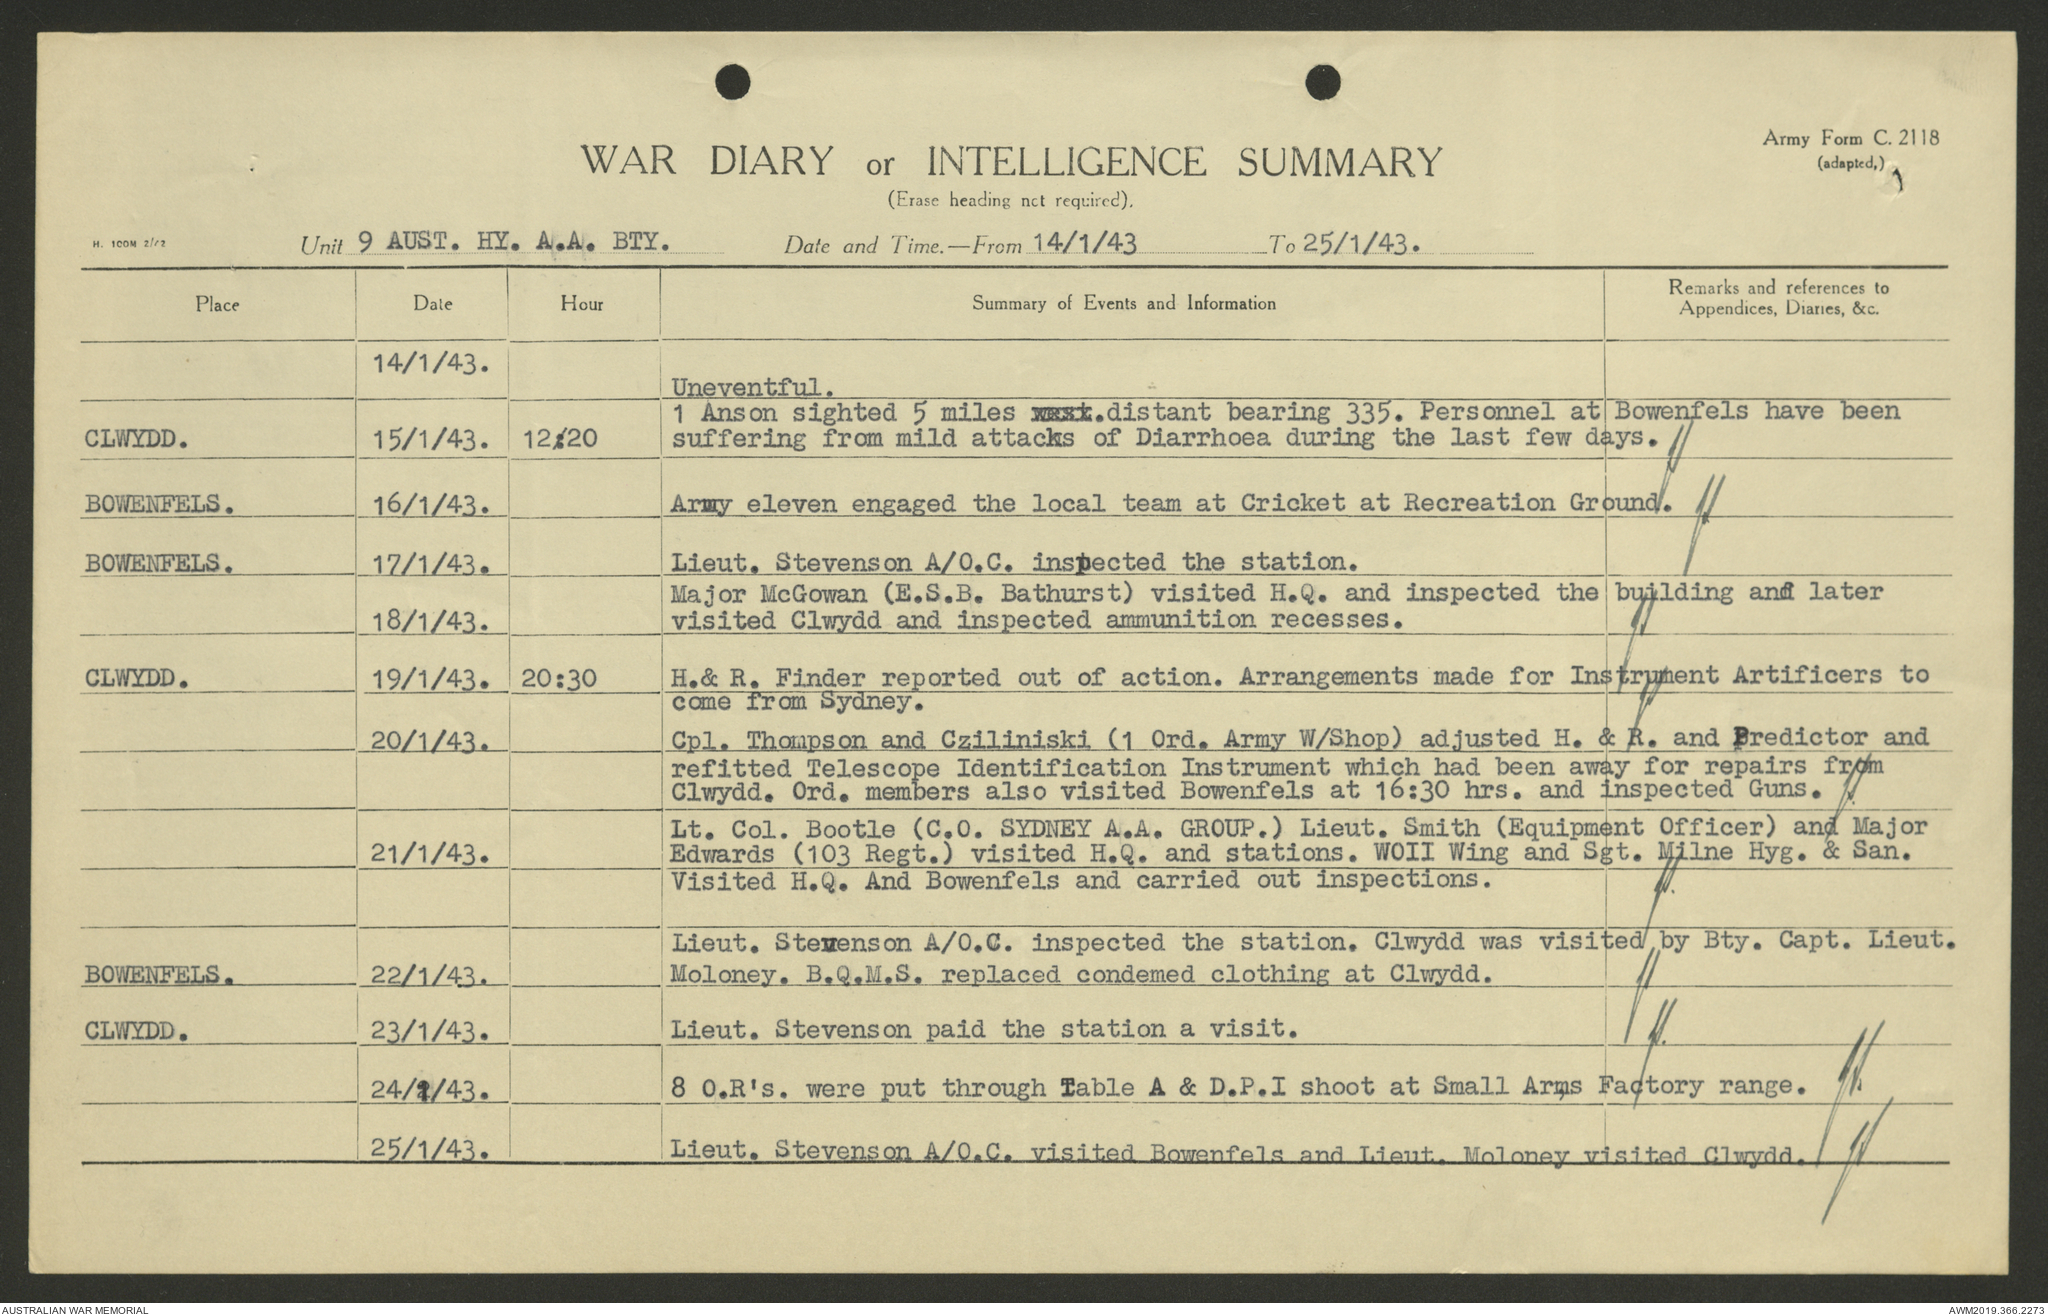 Army Form C. 2118
(adapted,)
WAR DIARY or INTELLIGENCE SUMMARY
(Erase heading not required).
H. 100M 2/42
Unit 9 AUST. HY. A.A. BTY. Date and Time.—From 14/1/43 To 25/1/43.
Place Date Hour Summary of Events and Information Remarks and references to
Appendices, Diaries, &c.
14/1/43.
Uneventful.
1 Anson sighted 5 miles west.distant bearing 335. Personnel at Bowenfels have been
CLWYDD. 15/1/43. 12:20 suffering from mild attacks of Diarrhoea during the last few days.
BOWENFELS. 16/1/43. Army eleven engaged the local team at Cricket at Recreation Ground.
BOWENFELS. 17/1/43. Lieut. Stevenson A/O.C. inspected the station.
Major McGowan (E.S.B. Bathurst) visited H.Q. and inspected the building and later
18/1/43. visited Clwydd and inspected ammunition recesses.
CLWYDD. 19/1/43. 20:30 H.& R. Finder reported out of action. Arrangements made for Instrument Artificers to
come from Sydney.
20/1/43. Cpl. Thompson and Cziliniski (1 Ord. Army W/Shop) adjusted H. & R. and Predictor and
refitted Telescope Identification Instrument which had been away for repairs from
Clwydd. Ord. members also visited Bowenfels at 16:30 hrs. and inspected Guns.
Lt. Col. Bootle (C.O. SYDNEY A.A. GROUP.) Lieut. Smith (Equipment Officer) and Major
21/1/43. Edwards (103 Regt.) visited H.Q. and stations. WOII Wing and Sgt. Milne Hyg. & San.
Visited H.Q. And Bowenfels and carried out inspections.
Lieut. Stevenson A/O.C. inspected the station. Clwydd was visited by Bty. Capt. Lieut.
BOWENFELS. 22/1/43. Moloney. B.Q.M.S. replaced condemed clothing at Clwydd.
CLWYDD. 23/1/43. Lieut. Stevenson paid the station a visit.
24/1/43. 8 O.R's. were put through Table A & D.P.I shoot at Small Arms Factory range.
25/1/43. Lieut. Stevenson A/O.C. visited Bowenfels and Lieut. Moloney visited Clwydd.
AUSTRALIAN WAR MEMORIAL
AWM2019.366.2273